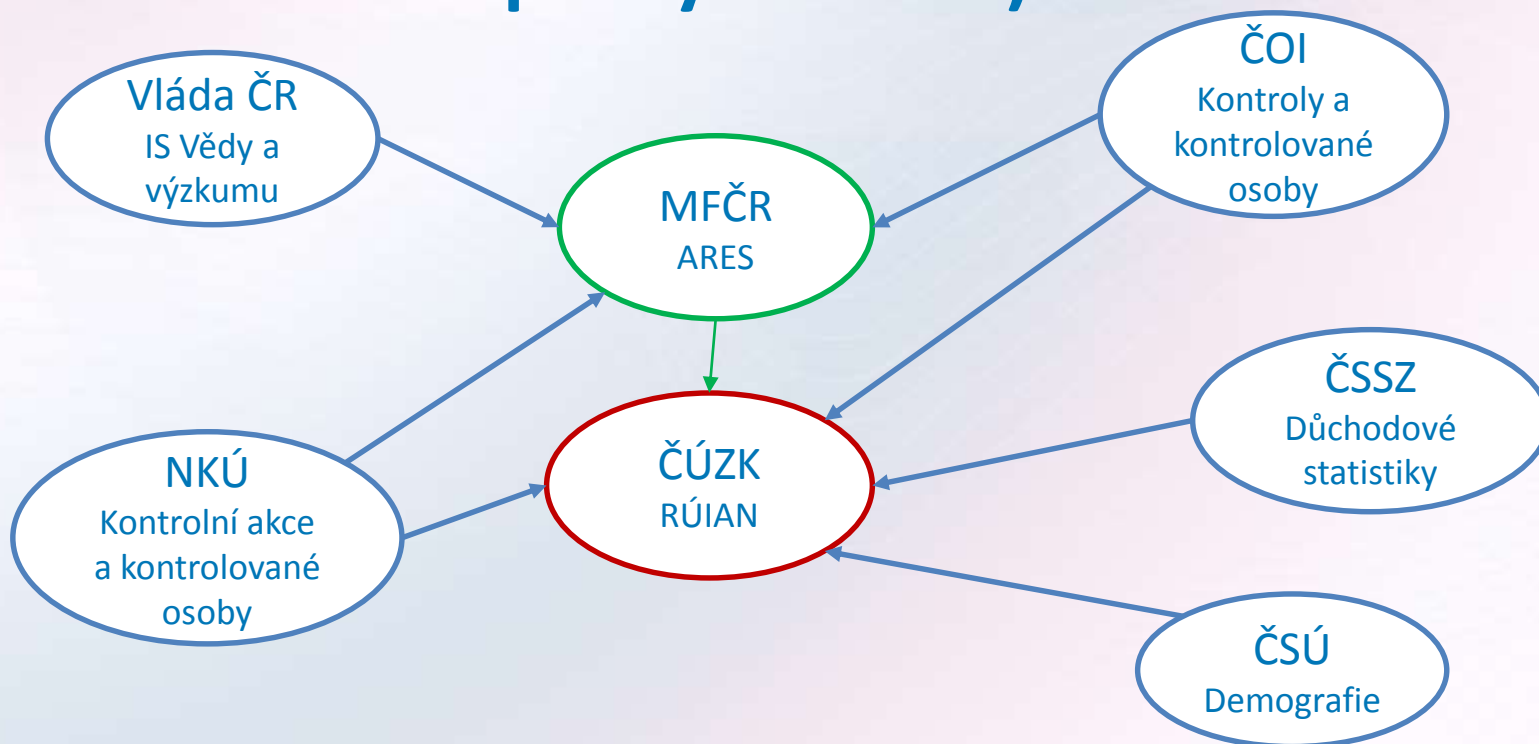 Vláda ČR
IS Vědy a
výzkumu
ČOI
Kontroly a
kontrolované
osoby
MFČR
ARES
ČSSZ
Důchodové
statistiky
NKÚ
Kontrolní akce
a kontrolované
osoby
ČÚZK
RÚIAN
ČSÚ
Demografie